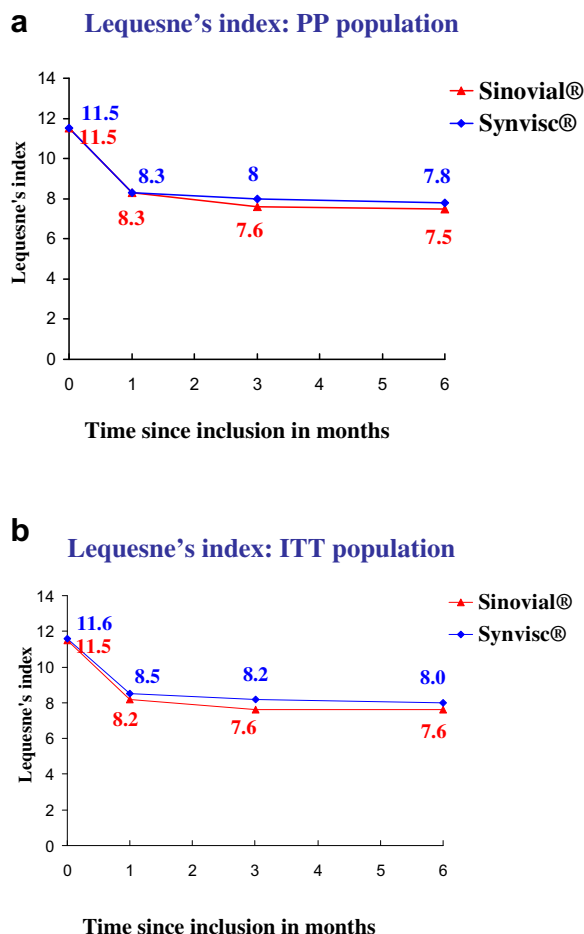 a
Lequesne's index: PP population
Sinovial®
Synvisc®
Lequesne's index
14
12
10
8
6
4
2
0
11.5
11.5
8.3
8.3
8
7.6
7.8
7.5
0 1 2 3 4 5 6
Time since inclusion in months
b
Lequesne's index: ITT population
Sinovial®
Synvisc®
Lequesne's index
14
12
10
8
6
4
2
0
11.6
11.5
8.5
8.2
8.2
7.6
8.0
7.6
0 1 2 3 4 5 6
Time since inclusion in months